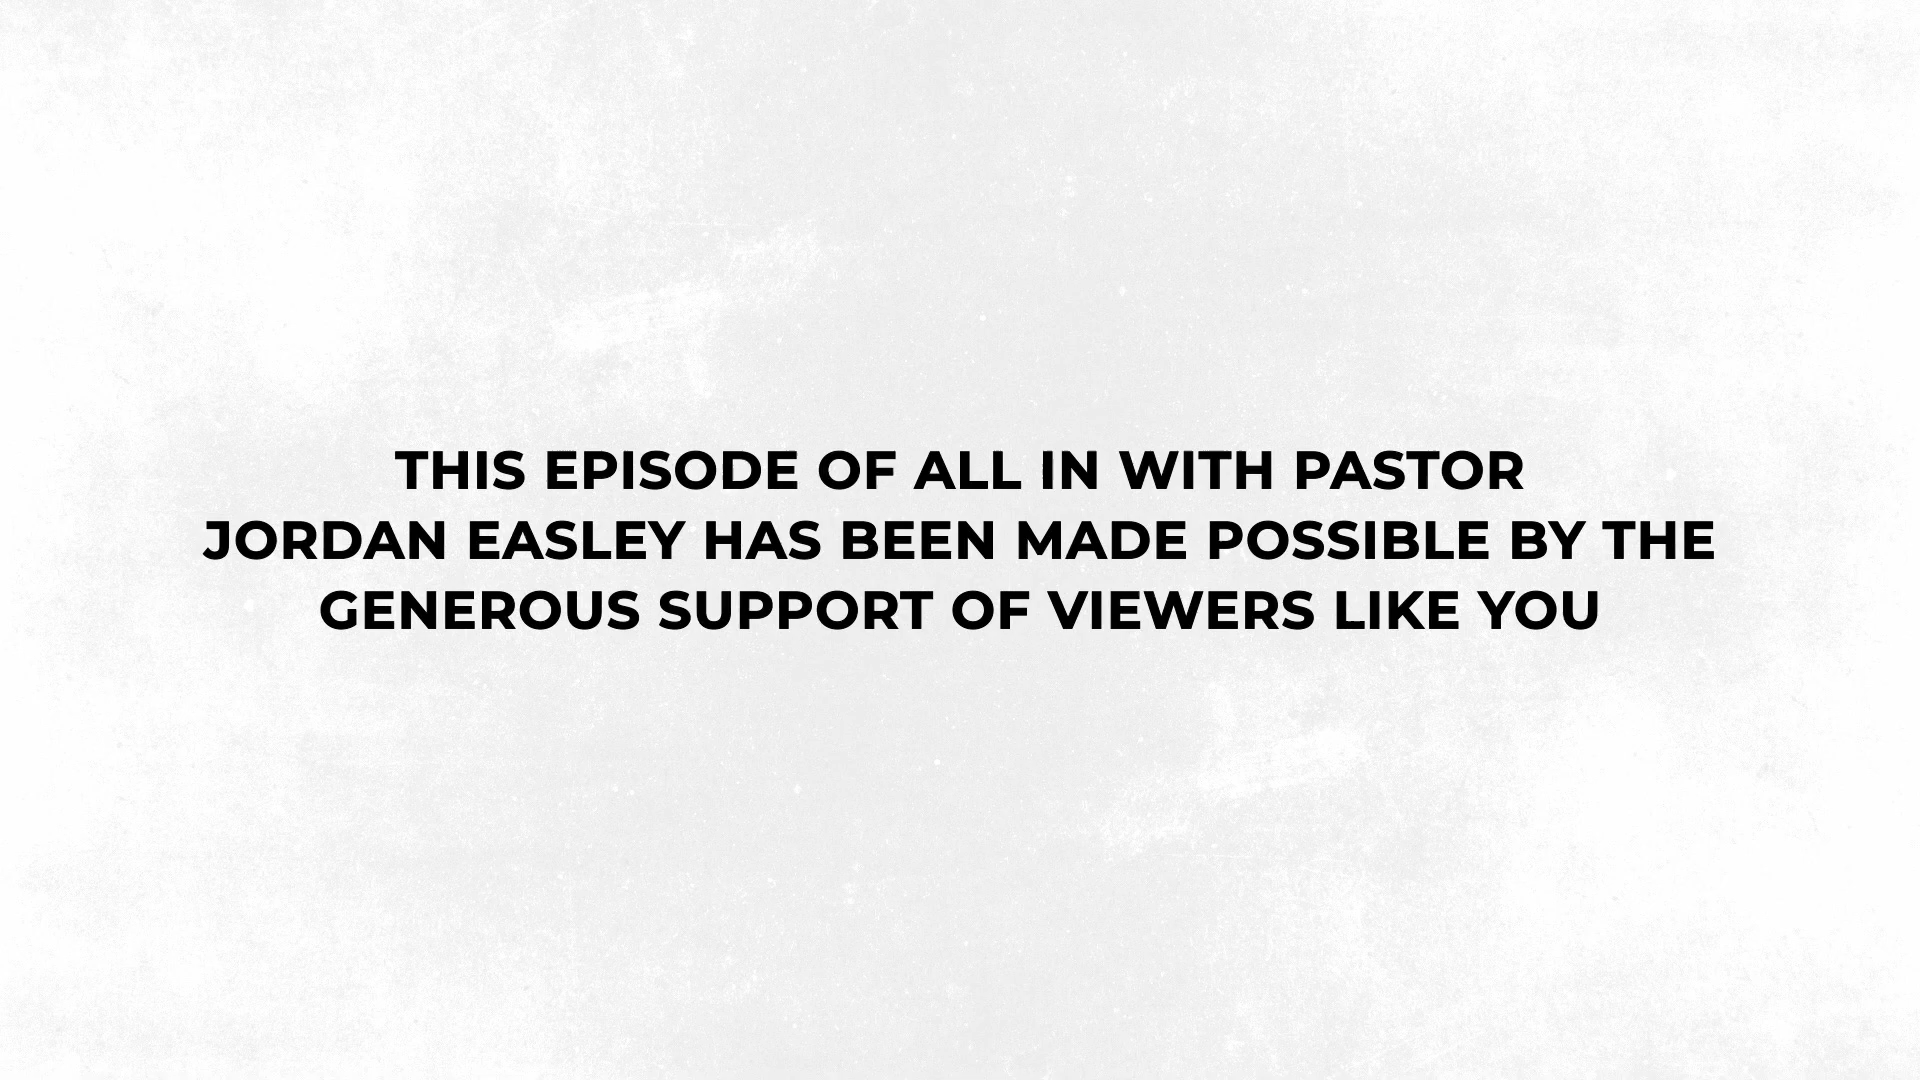 THIS EPISODE OF ALL IN WITH PASTOR
JORDAN EASLEY HAS BEEN MADE POSSIBLE BY THE
GENEROUS SUPPORT OF VIEWERS LIKE YOU